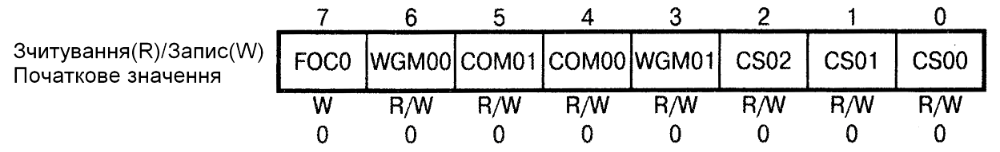 7 6 5 4 3 2 1 0
Зчитування(R)/Запис(W) FOC0 WGM00 COM01 COM00 WGM01 CS02 CS01 CS00
Початкове значення
W R/W R/W R/W R/W R/W R/W R/W
0 0 0 0 0 0 0 0